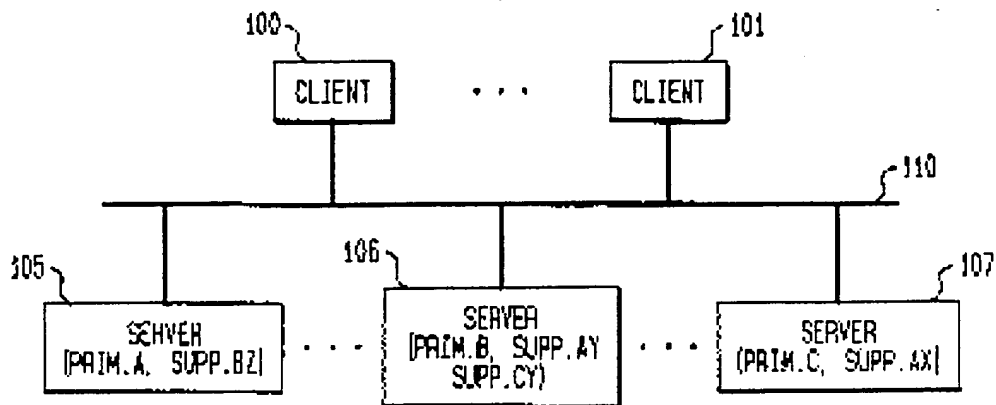 100
101
CLIENT
. . .
CLIENT
110
105
106
107
SERVER
(PRIM.A, SUPP.BZ)
. . . .
SERVER
(PRIM.B, SUPP.AY
SUPP.CY)
. . . .
SERVER
(PRIM.C, SUPP.AX)